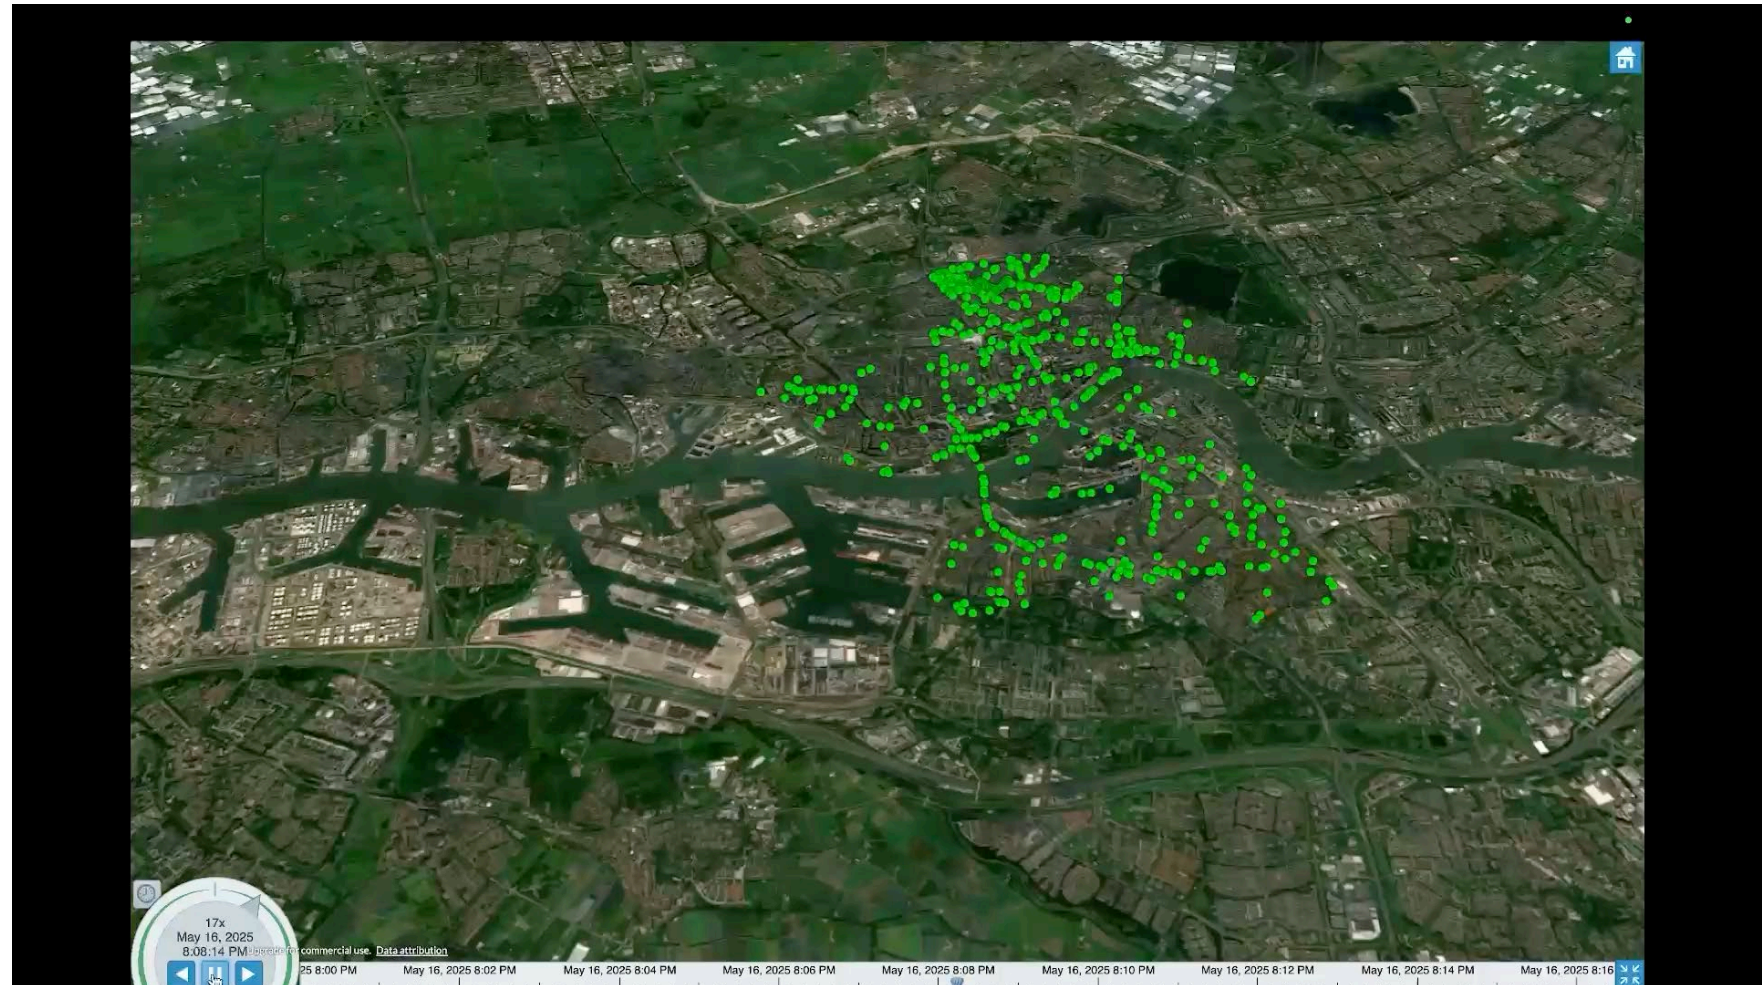 17x
May 16, 2025
8:08:14 PM
for commercial use. Data attribution
25 8:00 PM
May 16, 2025 8:02 PM
May 16, 2025 8:04 PM
May 16, 2025 8:06 PM
May 16, 2025 8:08 PM
May 16, 2025 8:10 PM
May 16, 2025 8:12 PM
May 16, 2025 8:14 PM
May 16, 2025 8:16